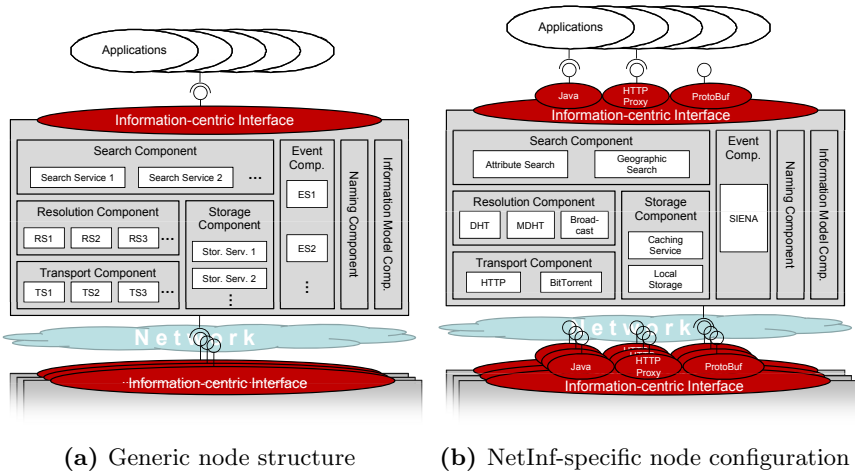 Applications
Information-centric Interface
Search Component
Search Service 1
Search Service 2
...
Event
Comp.
ES1
ES2
...
Naming Component
Information Model Comp.
Resolution Component
RS1
RS2
RS3
...
Storage
Component
Stor. Serv. 1
Stor. Serv. 2
...
Transport Component
TS1
TS2
TS3
...
Network
Information-centric Interface
(a) Generic node structure
Applications
Java
HTTP
Proxy
ProtoBuf
Information-centric Interface
Search Component
Attribute Search
Geographic
Search
Event
Comp.
SIENA
Naming Component
Information Model Comp.
Resolution Component
DHT
MDHT
Broad-
cast
Storage
Component
Caching
Service
Local
Storage
Transport Component
HTTP
BitTorrent
Network
Java
HTTP
Proxy
ProtoBuf
Information-centric Interface
(b) NetInf-specific node configuration